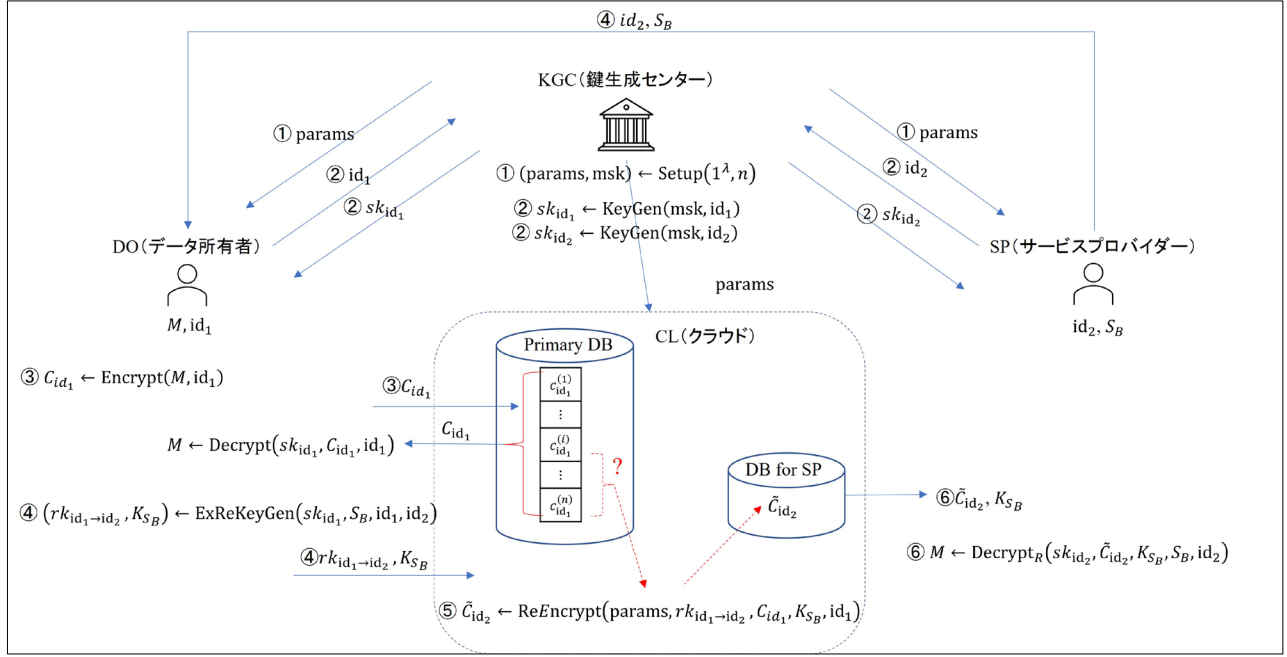 ④ id₂, S_B
KGC(鍵生成センター)
① params
① params
② id₁
② id₂
① (params, msk) ← Setup(1^λ, n)
② sk_id₁
② sk_id₂
② sk_id₁ ← KeyGen(msk, id₁)
② sk_id₂ ← KeyGen(msk, id₂)
DO(データ所有者)
SP(サービスプロバイダー)
params
M, id₁
id₂, S_B
CL(クラウド)
Primary DB
③ C_id₁ ← Encrypt(M, id₁)
③C_id₁
C_id₁^(1)
⋮
C_id₁
M ← Decrypt(sk_id₁, C_id₁, id₁)
C_id₁^(i)
?
⋮
C_id₁^(n)
DB for SP
C̃_id₂
⑥C̃_id₂, K_S_B
④ (rk_id₁→id₂, K_S_B) ← ExReKeyGen(sk_id₁, S_B, id₁, id₂)
⑥ M ← Decrypt_R(sk_id₂, C̃_id₂, K_S_B, S_B, id₂)
④rk_id₁→id₂, K_S_B
⑤ C̃_id₂ ← ReEncrypt(params, rk_id₁→id₂, C_id₁, K_S_B, id₁)